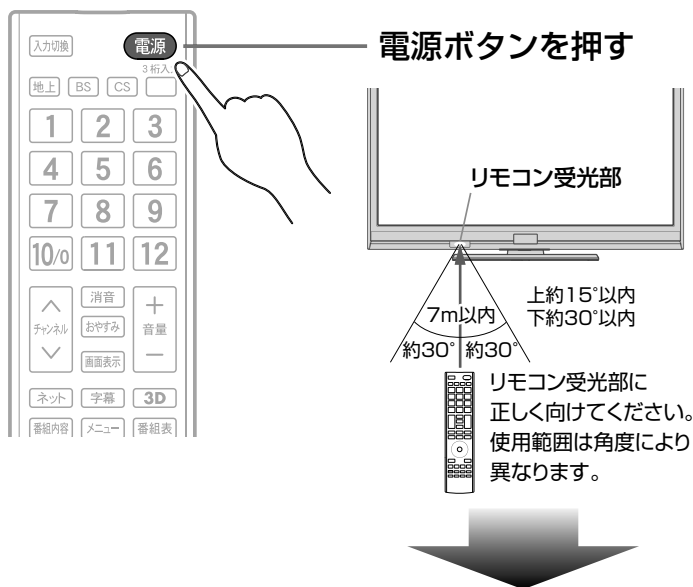 電源ボタンを押す
入力切換
電源
3桁入
地上 BS CS
1 2 3
4 5 6
7 8 9
10/0 11 12
消音
チャンネル おやすみ 音量
画面表示
ネット 字幕 3D
番組内容 メニュー 番組表
リモコン受光部
7m以内
上約15°以内
下約30°以内
約30° 約30°
リモコン受光部に
正しく向けてください。
使用範囲は角度により
異なります。